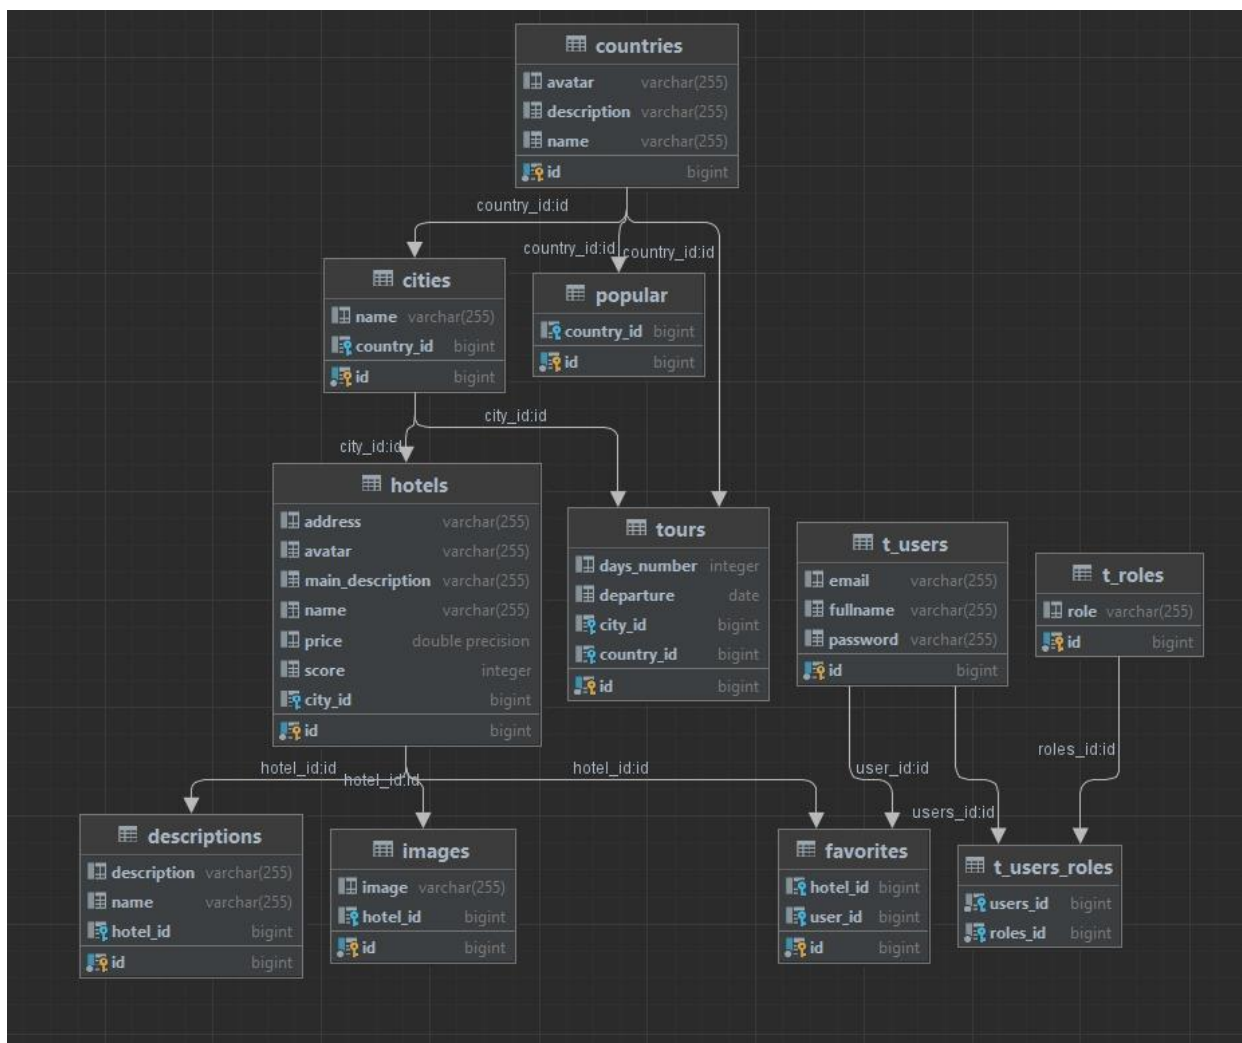 countries
avatar varchar(255)
description varchar(255)
name varchar(255)
id bigint
country_id:id
country_id:id
country_id:id
cities
name varchar(255)
country_id bigint
id bigint
popular
country_id bigint
id bigint
city_id:id
city_id:id
hotels
address varchar(255)
avatar varchar(255)
main_description varchar(255)
name varchar(255)
price double precision
score integer
city_id bigint
id bigint
tours
days_number integer
departure date
city_id bigint
country_id bigint
id bigint
t_users
email varchar(255)
fullname varchar(255)
password varchar(255)
id bigint
t_roles
role varchar(255)
id bigint
hotel_id:id
hotel_id:id
hotel_id:id
user_id:id
users_id:id
roles_id:id
descriptions
description varchar(255)
name varchar(255)
hotel_id bigint
id bigint
images
image varchar(255)
hotel_id bigint
id bigint
favorites
hotel_id bigint
user_id bigint
id bigint
t_users_roles
users_id bigint
roles_id bigint